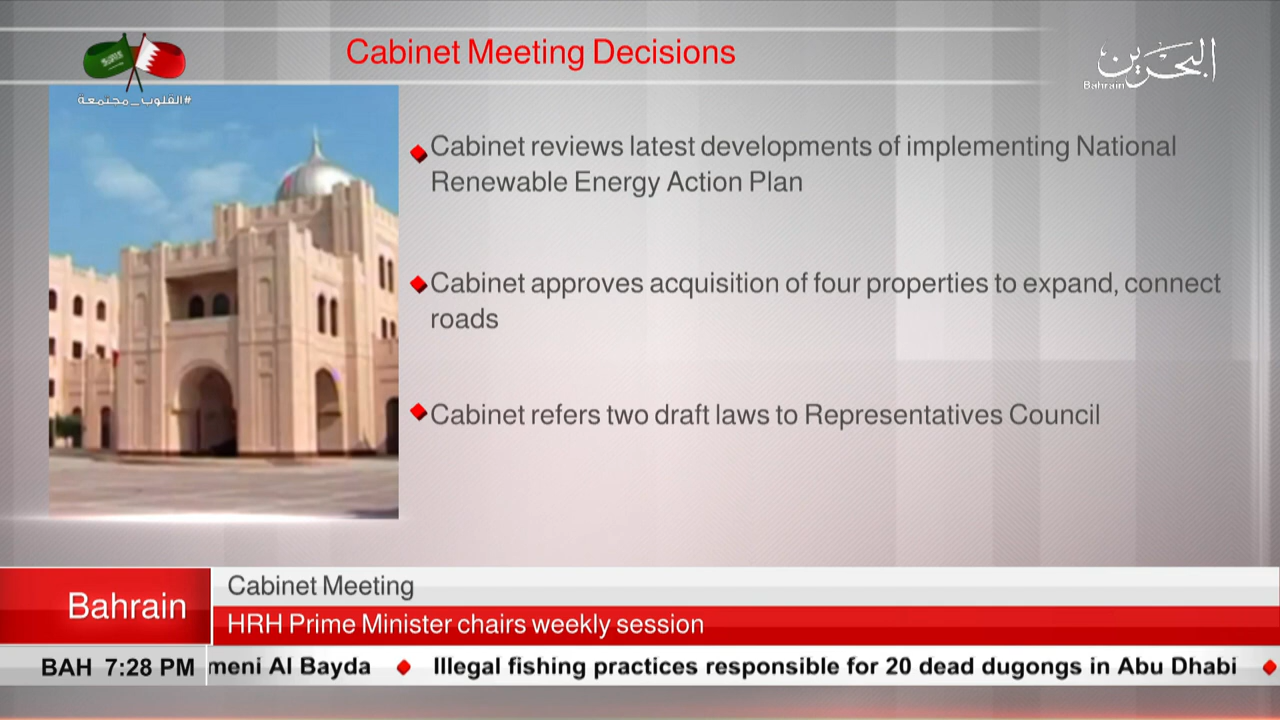 Cabinet Meeting Decisions
#القلوب_مجتمعة
البحرين
Bahrain
Cabinet reviews latest developments of implementing National
Renewable Energy Action Plan
Cabinet approves acquisition of four properties to expand, connect
roads
Cabinet refers two draft laws to Representatives Council
Bahrain
Cabinet Meeting
HRH Prime Minister chairs weekly session
BAH 7:28 PM
meni Al Bayda
Illegal fishing practices responsible for 20 dead dugongs in Abu Dhabi